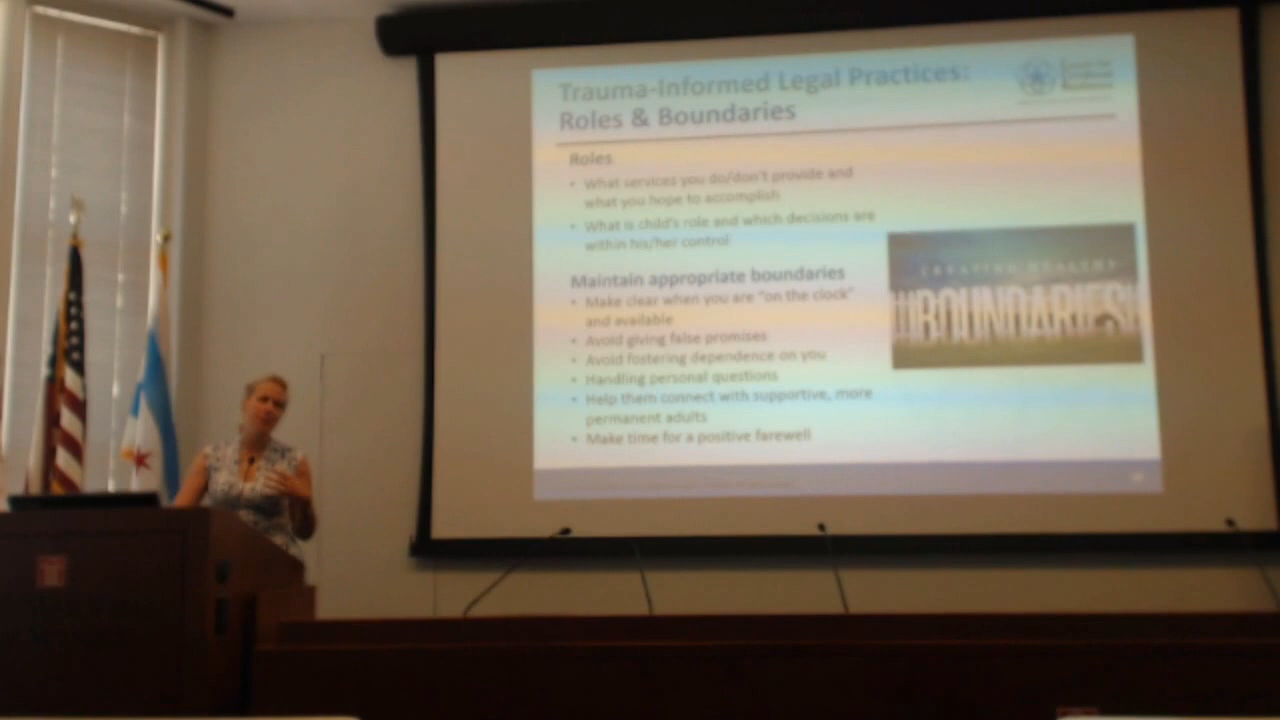 Trauma-Informed Legal Practices:
Roles & Boundaries
Roles
• What services you do/don't provide and
what you hope to accomplish
• What is child's role and which decisions are
within his/her control
Maintain appropriate boundaries
• Make clear when you are "on the clock"
and available
• Avoid giving false promises
• Avoid fostering dependence on you
• Handling personal questions
• Help them connect with supportive, more
permanent adults
• Make time for a positive farewell
CREATING HEALTHY
BOUNDARIES